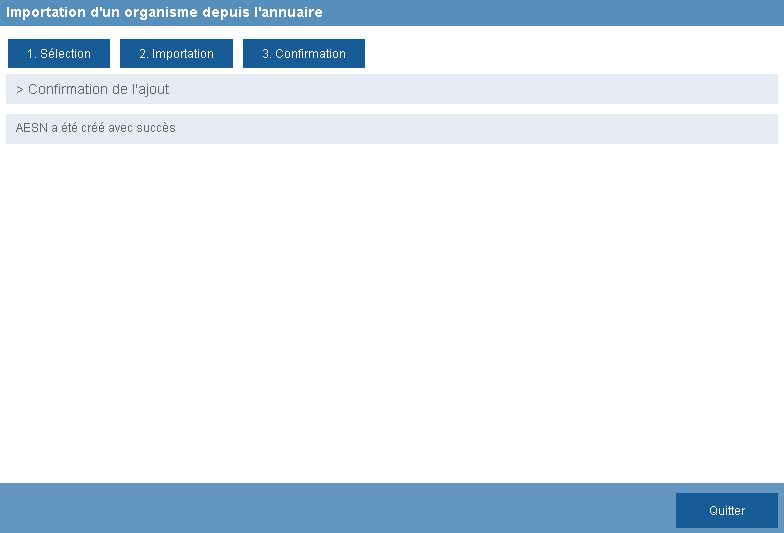 Importation d'un organisme depuis l'annuaire
1. Sélection
2. Importation
3. Confirmation
> Confirmation de l'ajout
AESN a été créé avec succès
Quitter